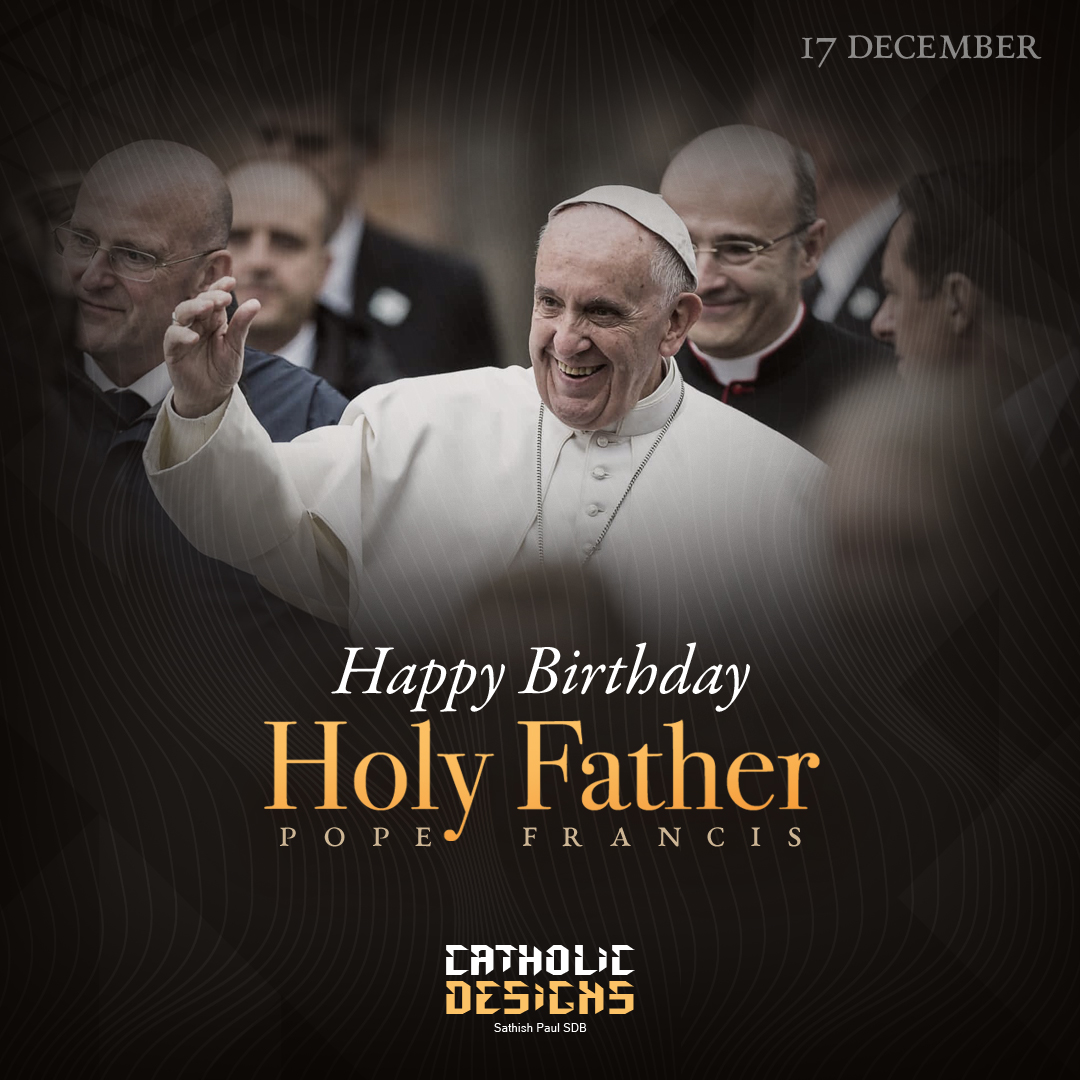 17 DECEMBER
Happy Birthday
Holy Father
POPE FRANCIS
CATHOLIC
DESIGNS
Sathish Paul SDB